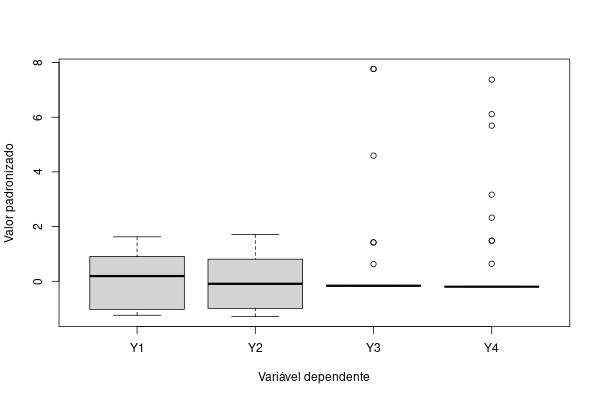 Valor padronizado
8
6
4
2
0
Y1 Y2 Y3 Y4
Variável dependente